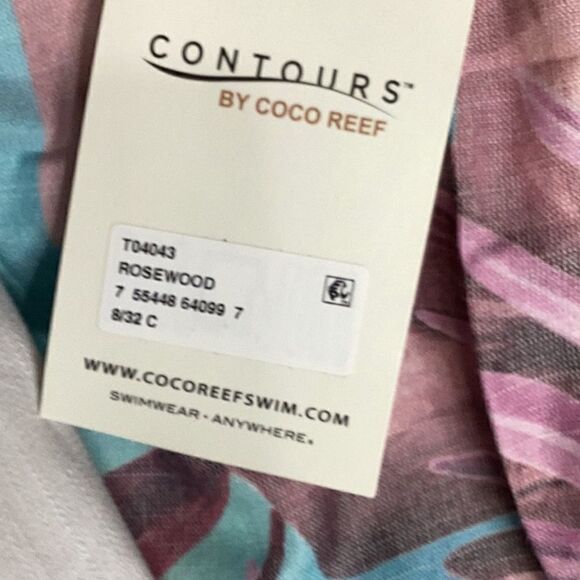 CONTOURS™
BY COCO REEF
T04043
ROSEWOOD
7 55448 64099 7
8/32 C
WWW.COCOREEFSWIM.COM
SWIMWEAR · ANYWHERE®